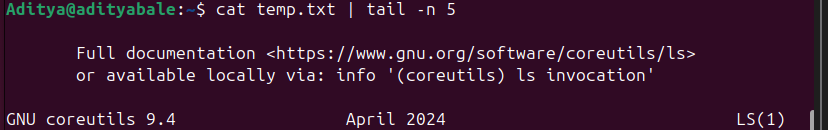 Aditya@adityabale:~$ cat temp.txt | tail -n 5
Full documentation <https://www.gnu.org/software/coreutils/ls>
or available locally via: info '(coreutils) ls invocation'
GNU coreutils 9.4 April 2024 LS(1)